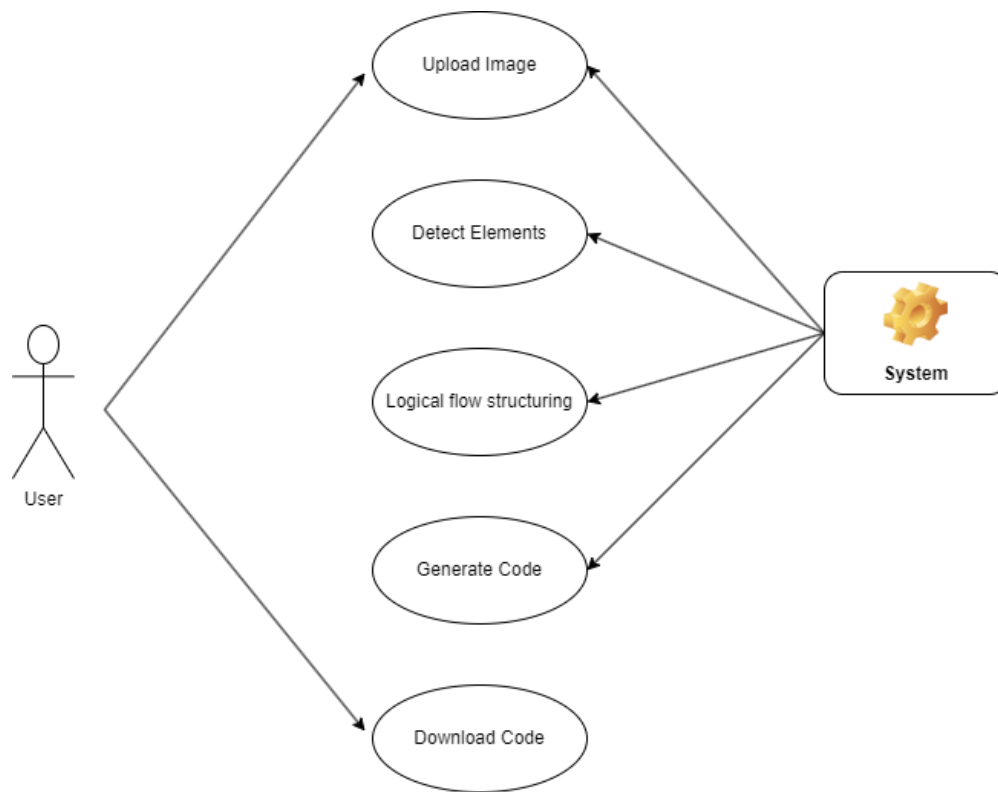 Upload Image
Detect Elements
System
Logical flow structuring
User
Generate Code
Download Code